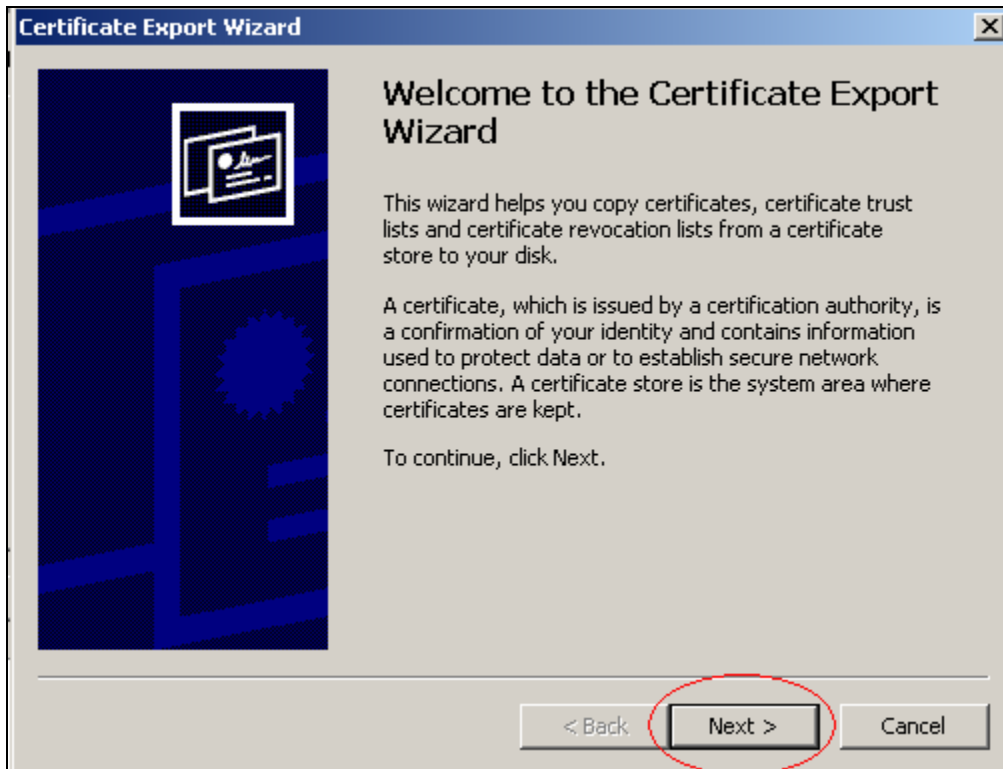 Certificate Export Wizard
Welcome to the Certificate Export
Wizard
This wizard helps you copy certificates, certificate trust
lists and certificate revocation lists from a certificate
store to your disk.
A certificate, which is issued by a certification authority, is
a confirmation of your identity and contains information
used to protect data or to establish secure network
connections. A certificate store is the system area where
certificates are kept.
To continue, click Next.
< Back Next > Cancel